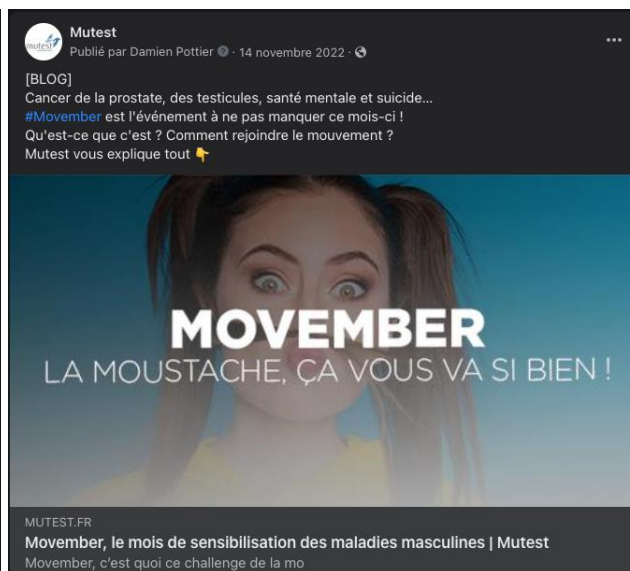 mutest
Mutest
Publié par Damien Pottier · 14 novembre 2022 ·
[BLOG]
Cancer de la prostate, des testicules, santé mentale et suicide...
#Movember est l'événement à ne pas manquer ce mois-ci !
Qu'est-ce que c'est ? Comment rejoindre le mouvement ?
Mutest vous explique tout 👇
MOVEMBER
LA MOUSTACHE, ÇA VOUS VA SI BIEN !
MUTEST.FR
Movember, le mois de sensibilisation des maladies masculines | Mutest
Movember, c'est quoi ce challenge de la mo